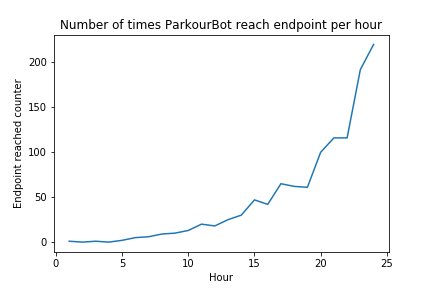 Number of times ParkourBot reach endpoint per hour
Endpoint reached counter
200
150
100
50
0
0 5 10 15 20 25
Hour